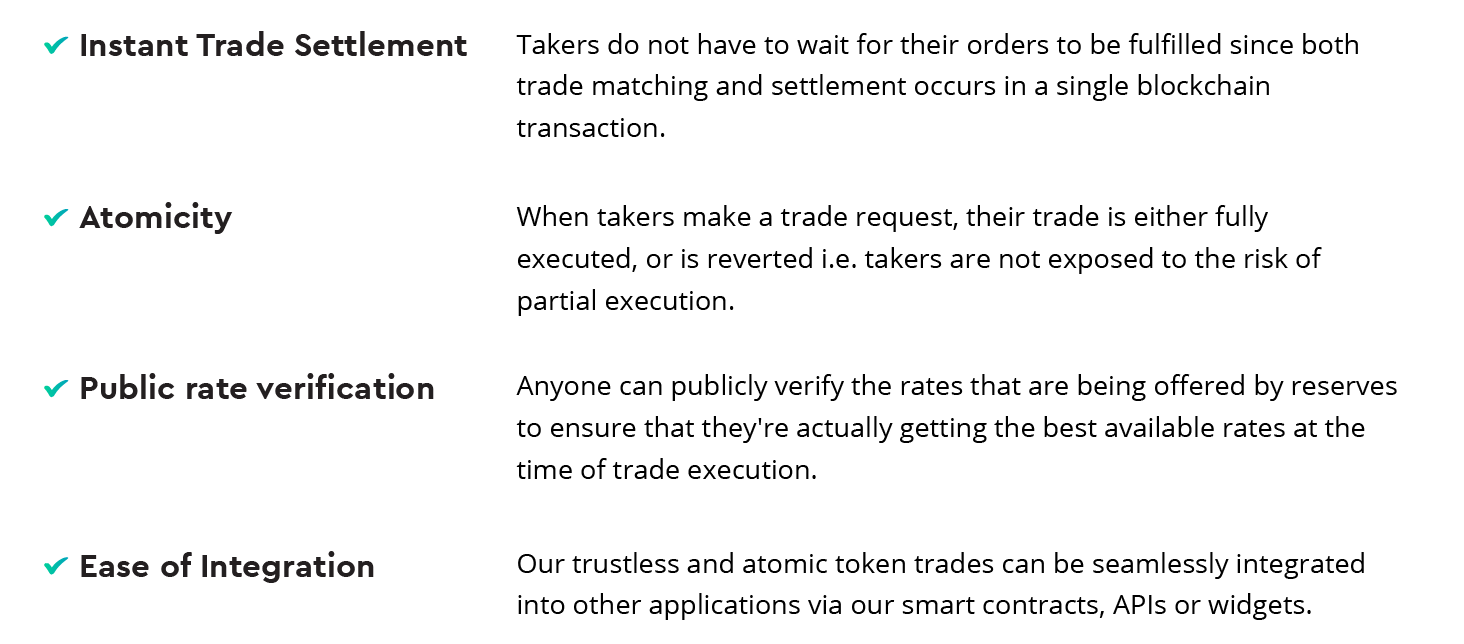 Instant Trade Settlement
Takers do not have to wait for their orders to be fulfilled since both
trade matching and settlement occurs in a single blockchain
transaction.
Atomicity
When takers make a trade request, their trade is either fully
executed, or is reverted i.e. takers are not exposed to the risk of
partial execution.
Public rate verification
Anyone can publicly verify the rates that are being offered by reserves
to ensure that they're actually getting the best available rates at the
time of trade execution.
Ease of Integration
Our trustless and atomic token trades can be seamlessly integrated
into other applications via our smart contracts, APIs or widgets.